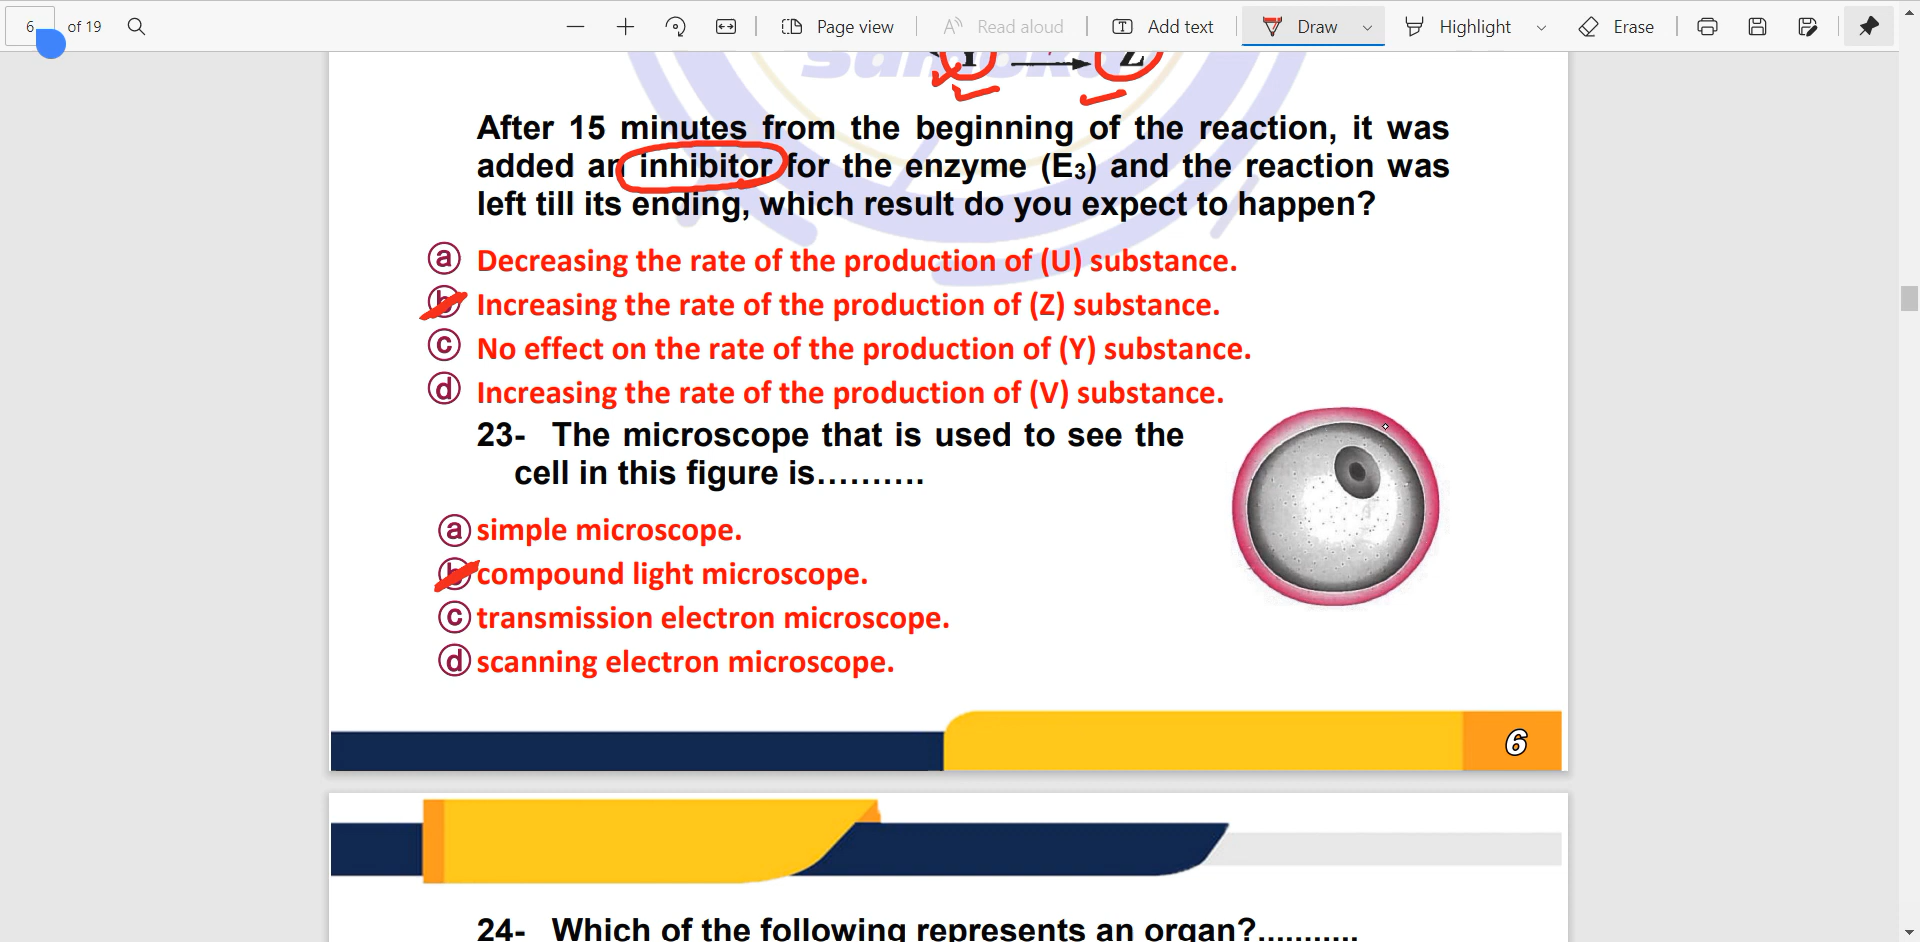 6 of 19 Page view Read aloud Add text Draw Highlight Erase
Y Z
After 15 minutes from the beginning of the reaction, it was
added an inhibitor for the enzyme (E₃) and the reaction was
left till its ending, which result do you expect to happen?
ⓐ Decreasing the rate of the production of (U) substance.
ⓑ Increasing the rate of the production of (Z) substance.
ⓒ No effect on the rate of the production of (Y) substance.
ⓓ Increasing the rate of the production of (V) substance.
23- The microscope that is used to see the
cell in this figure is..........
ⓐ simple microscope.
ⓑ compound light microscope.
ⓒ transmission electron microscope.
ⓓ scanning electron microscope.
6
24- Which of the following represents an organ?...........